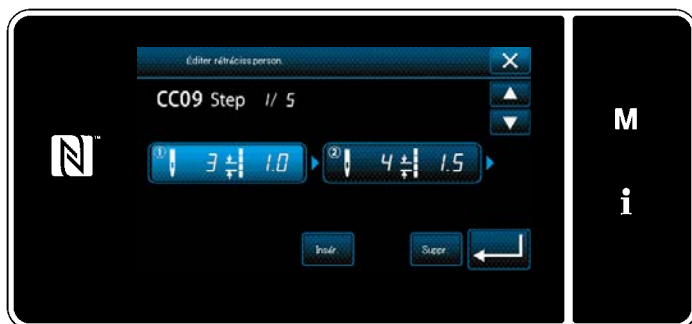 Éditer rétréciss person.
CC09 Step 1/ 5
① 3 1.0 ② 4 1.5
M
i
Insér.
Suppr.